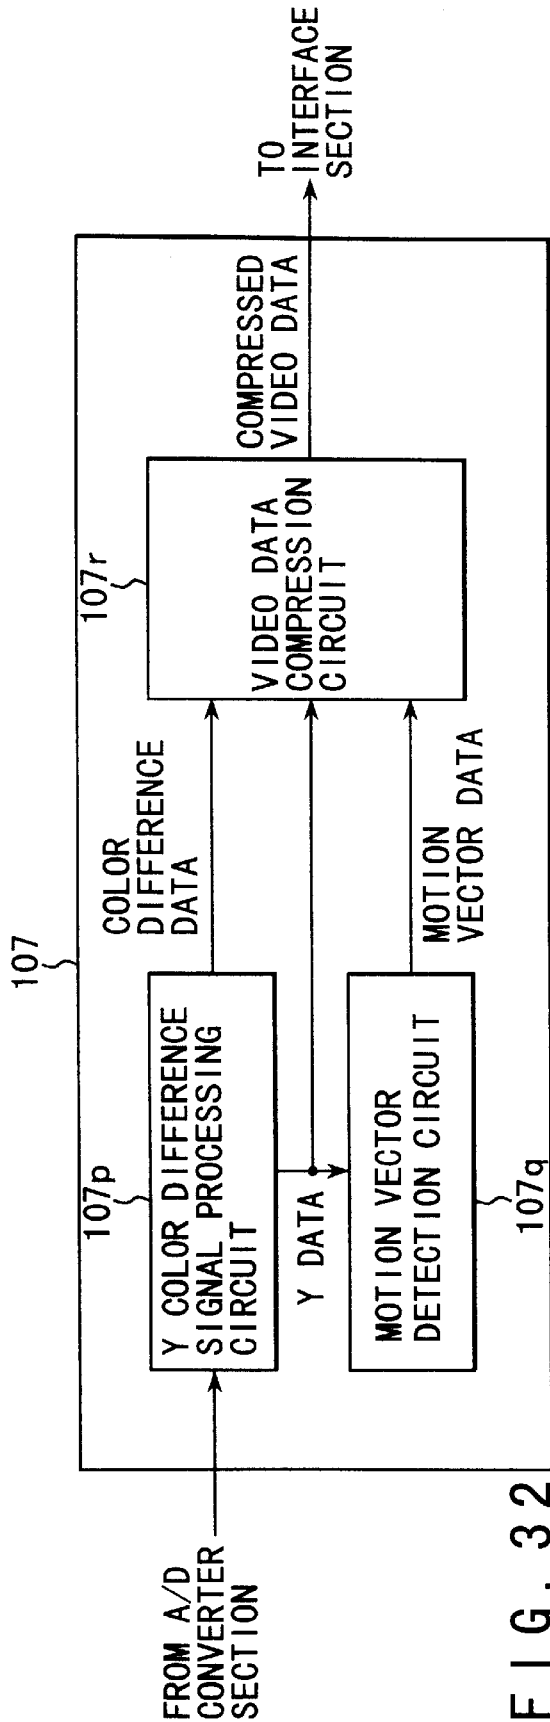 107
FROM A/D
CONVERTER
SECTION
107p
Y COLOR DIFFERENCE
SIGNAL PROCESSING
CIRCUIT
COLOR
DIFFERENCE
DATA
Y DATA
MOTION VECTOR
DETECTION CIRCUIT
107q
MOTION
VECTOR DATA
107r
VIDEO DATA
COMPRESSION
CIRCUIT
COMPRESSED
VIDEO DATA
TO
INTERFACE
SECTION
FIG. 32